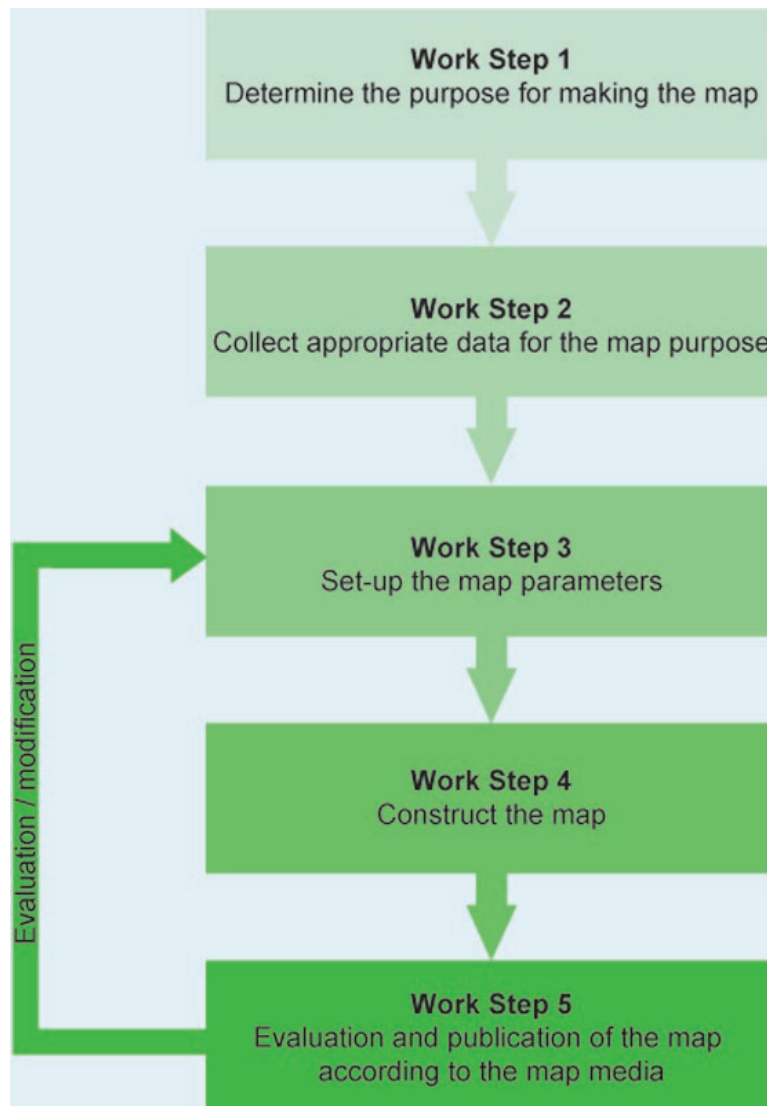 Work Step 1
Determine the purpose for making the map
Work Step 2
Collect appropriate data for the map purpose
Work Step 3
Set-up the map parameters
Work Step 4
Construct the map
Work Step 5
Evaluation and publication of the map
according to the map media
Evaluation / modification